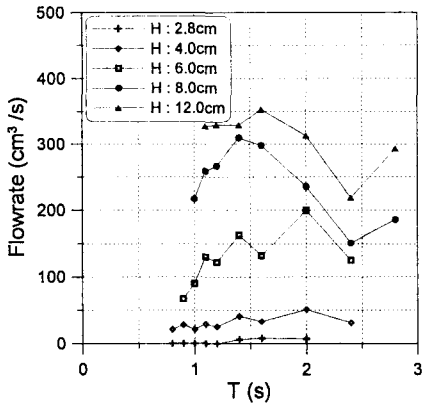 500
400
300
200
100
0
Flowrate (cm³ /s)
H : 2.8cm
H : 4.0cm
H : 6.0cm
H : 8.0cm
H : 12.0cm
0
1
2
3
T (s)